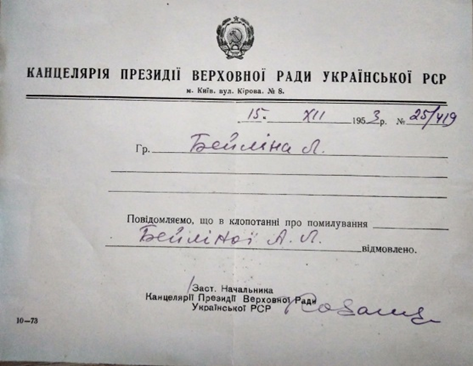 КАНЦЕЛЯРІЯ ПРЕЗИДІЇ ВЕРХОВНОЇ РАДИ УКРАЇНСЬКОЇ РСР
м. Київ, вул. Кірова, № 8.
15. XII 1953 р. № 25/419
Гр. Бейліна Л.
Повідомляємо, що в клопотанні про помилування
Бейліної А. Л. відмовлено.
Заст. Начальника
Канцелярії Президії Верховної Ради
Української РСР
10—73